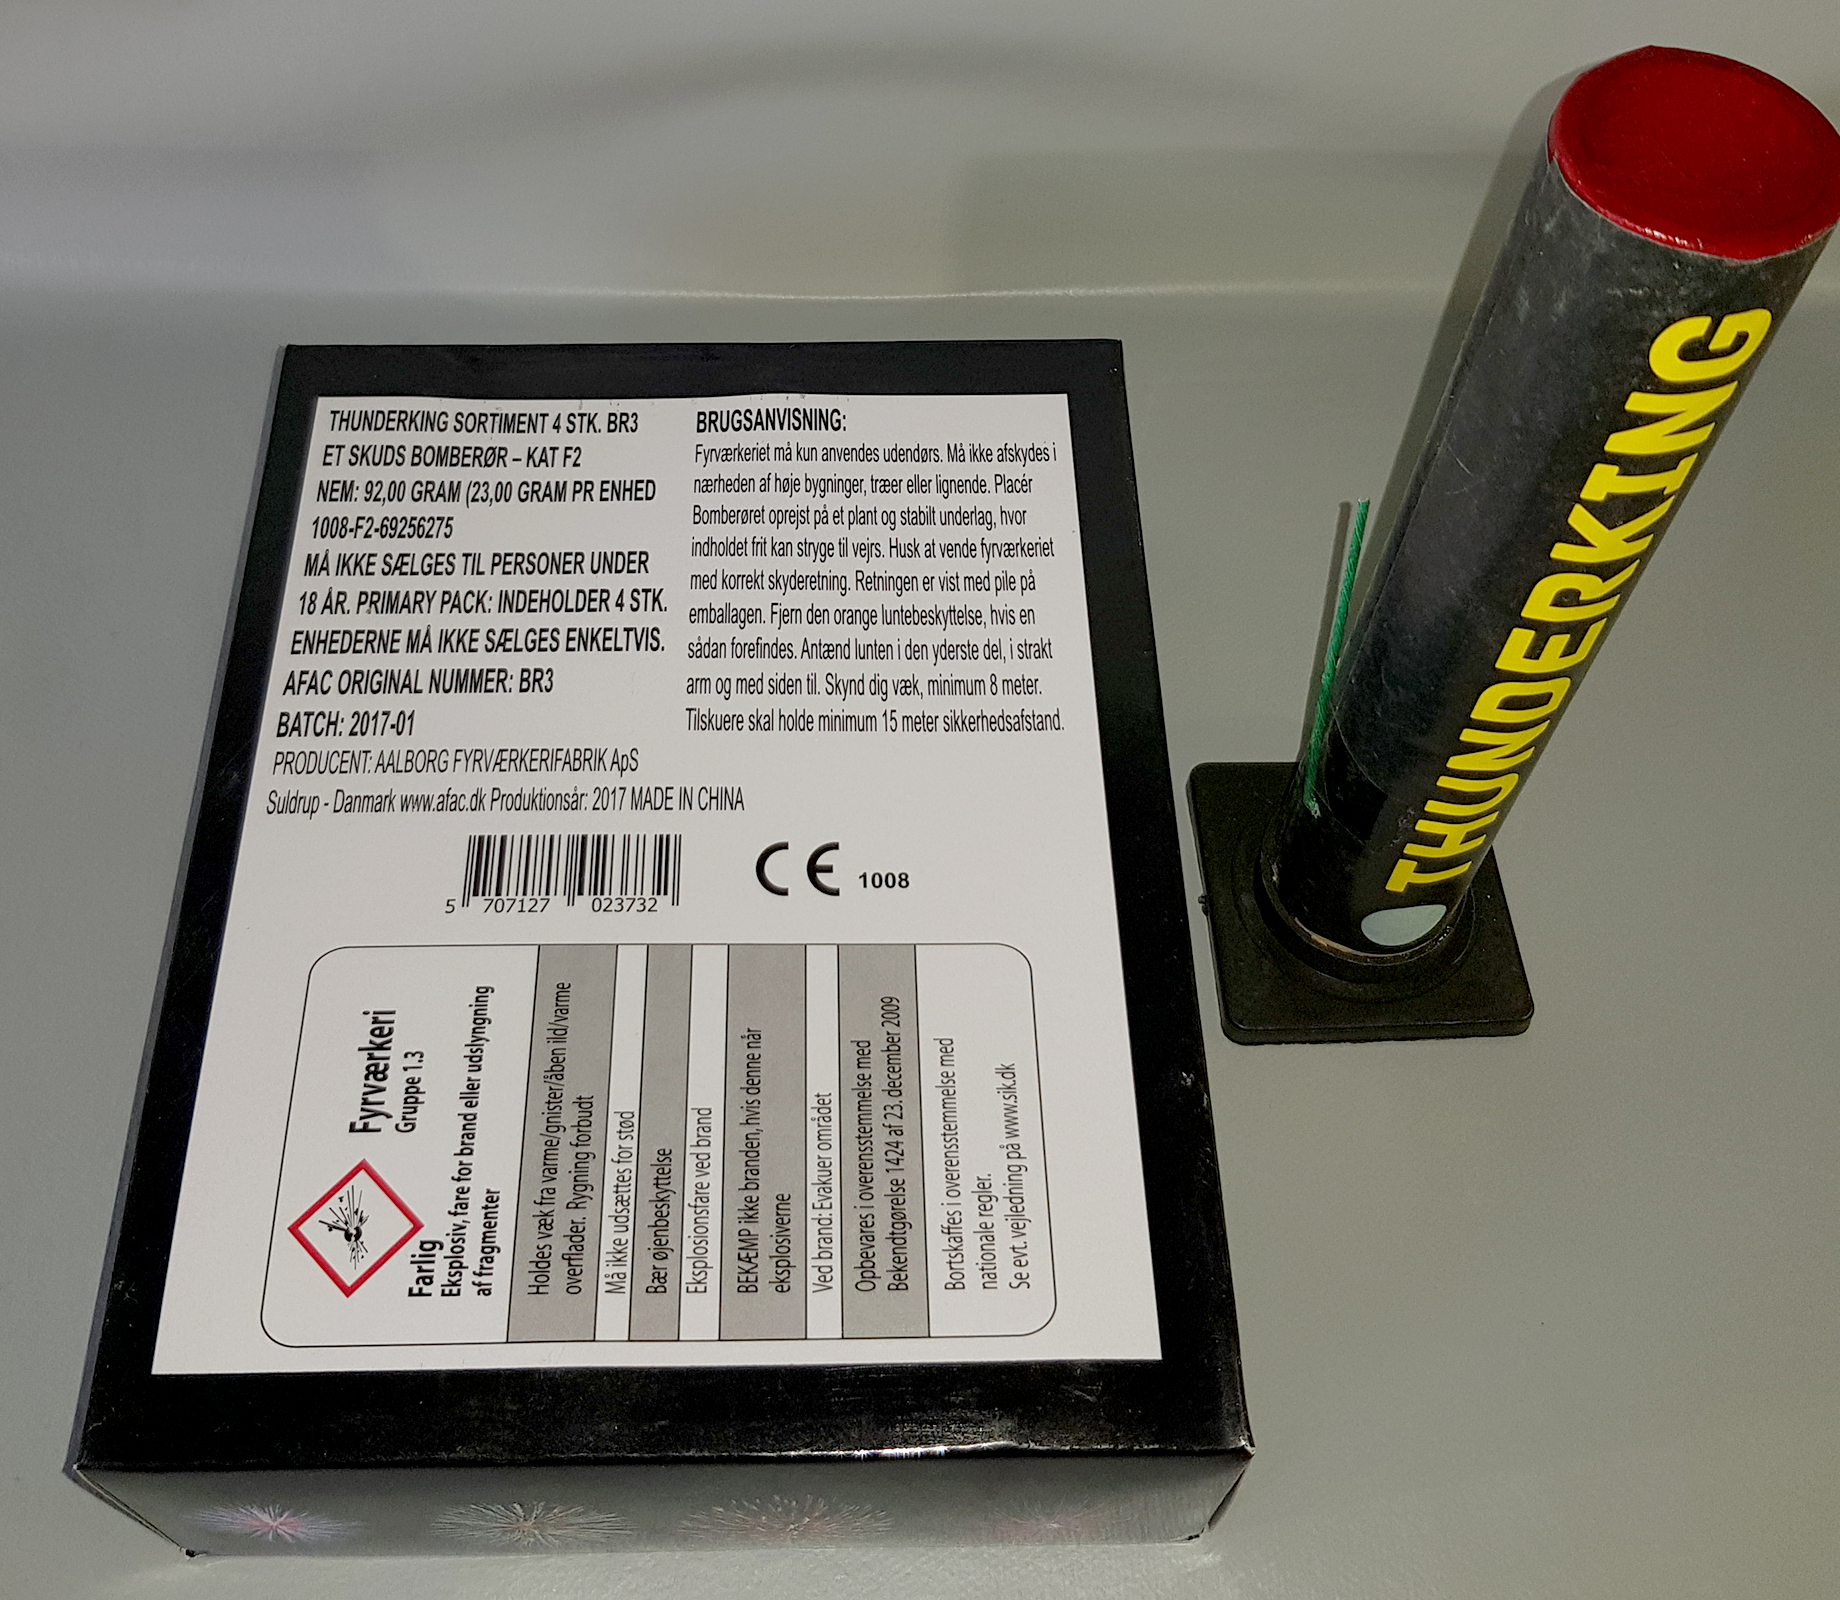 THUNDERKING SORTIMENT 4 STK. BR3
ET SKUDS BOMBERØR – KAT F2
NEM: 92,00 GRAM (23,00 GRAM PR ENHED
1008-F2-69256275
MÅ IKKE SÆLGES TIL PERSONER UNDER
18 ÅR. PRIMARY PACK: INDEHOLDER 4 STK.
ENHEDERNE MÅ IKKE SÆLGES ENKELTVIS.
AFAC ORIGINAL NUMMER: BR3
BATCH: 2017-01
PRODUCENT: AALBORG FYRVÆRKERIFABRIK ApS
Suldrup - Danmark www.afac.dk Produktionsår: 2017 MADE IN CHINA
BRUGSANVISNING:
Fyrværkeriet må kun anvendes udendørs. Må ikke afskydes i
nærheden af høje bygninger, træer eller lignende. Placér
Bomberøret oprejst på et plant og stabilt underlag, hvor
indholdet frit kan stryge til vejrs. Husk at vende fyrværkeriet
med korrekt skyderetning. Retningen er vist med pile på
emballagen. Fjern den orange luntebeskyttelse, hvis en
sådan forefindes. Antænd lunten i den yderste del, i strakt
arm og med siden til. Skynd dig væk, minimum 8 meter.
Tilskuere skal holde minimum 15 meter sikkerhedsafstand.
5 707127 023732
CE 1008
Fyrværkeri
Gruppe 1.3
Farlig
Eksplosiv, fare for brand eller udslyngning
af fragmenter
Holdes væk fra varme/gnister/åben ild/varme
overflader. Rygning forbudt
Må ikke udsættes for stød
Bær øjenbeskyttelse
Eksplosionsfare ved brand
BEKÆMP ikke branden, hvis denne når
eksplosiverne
Ved brand: Evakuer området
Opbevares i overensstemmelse med
Bekendtgørelse 1424 af 23. december 2009
Bortskaffes i overensstemmelse med
nationale regler.
Se evt. vejledning på www.sik.dk
THUNDERKING